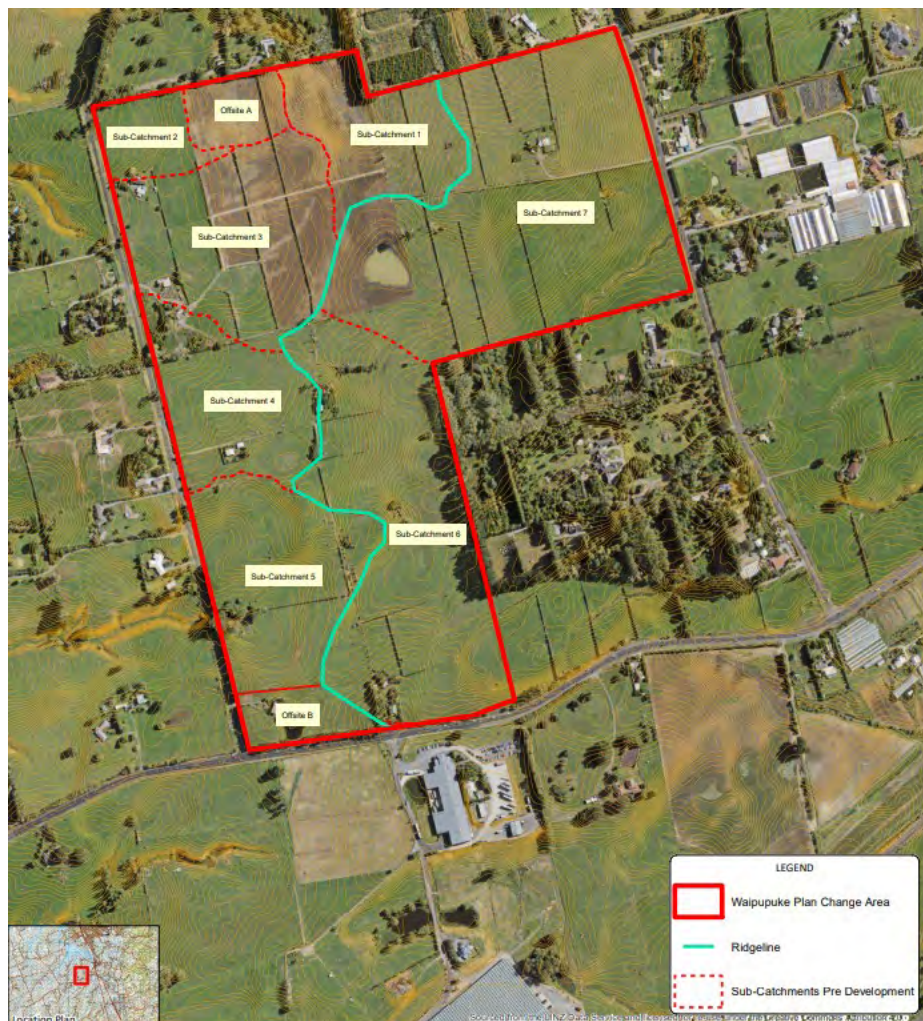 Offsite A
Sub-Catchment 2
Sub-Catchment 1
Sub-Catchment 7
Sub-Catchment 3
Sub-Catchment 4
Sub-Catchment 6
Sub-Catchment 5
Offsite B
LEGEND
Waipupuke Plan Change Area
Ridgeline
Sub-Catchments Pre Development
Location Plan